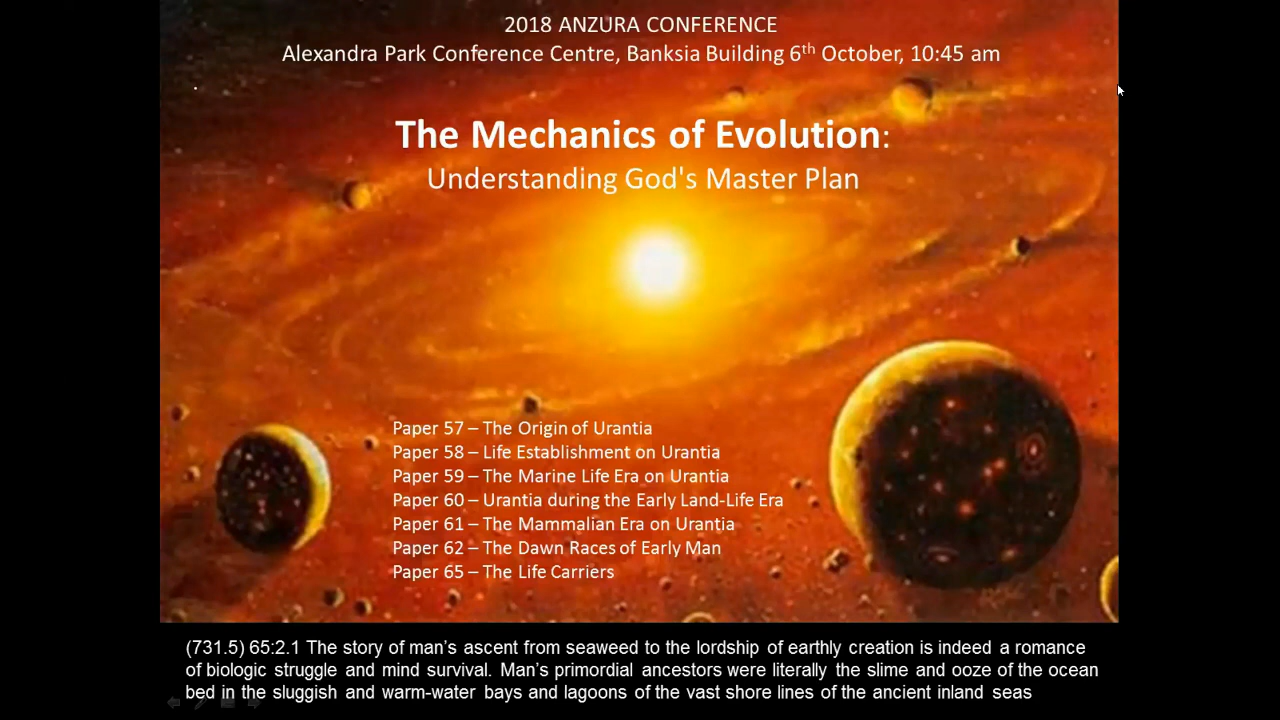 2018 ANZURA CONFERENCE
Alexandra Park Conference Centre, Banksia Building 6th October, 10:45 am
The Mechanics of Evolution:
Understanding God's Master Plan
Paper 57 – The Origin of Urantia
Paper 58 – Life Establishment on Urantia
Paper 59 – The Marine Life Era on Urantia
Paper 60 – Urantia during the Early Land-Life Era
Paper 61 – The Mammalian Era on Urantia
Paper 62 – The Dawn Races of Early Man
Paper 65 – The Life Carriers
(731.5) 65:2.1 The story of man’s ascent from seaweed to the lordship of earthly creation is indeed a romance
of biologic struggle and mind survival. Man’s primordial ancestors were literally the slime and ooze of the ocean
bed in the sluggish and warm-water bays and lagoons of the vast shore lines of the ancient inland seas